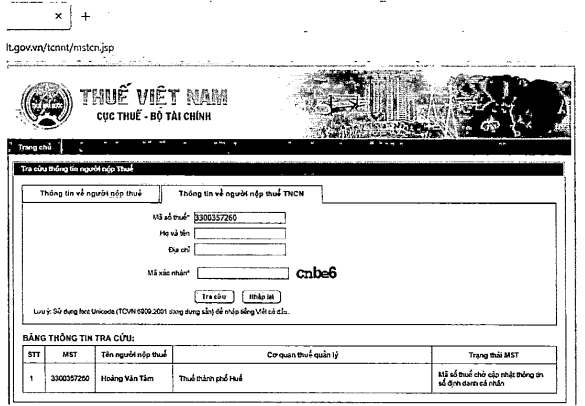 × +
lt.gov.vn/tcnnt/mstcn.jsp
THUẾ VIỆT NAM
CỤC THUẾ - BỘ TÀI CHÍNH
Trang chủ
Tra cứu thông tin người nộp Thuế
Thông tin về người nộp thuế Thông tin về người nộp thuế TNCN
Mã số thuế* 3300357260
Họ và tên
Địa chỉ
Mã xác nhận* cnbe6
Tra cứu Nhập lại
Lưu ý: Sử dụng font Unicode (TCVN 6909:2001 dạng dựng sẵn) để nhập tiếng Việt có dấu.
BẢNG THÔNG TIN TRA CỨU:
STT MST Tên người nộp thuế Cơ quan thuế quản lý Trạng thái MST
1 3300357260 Hoàng Văn Tâm Thuế thành phố Huế Mã số thuế chờ cập nhật thông tin
số định danh cá nhân